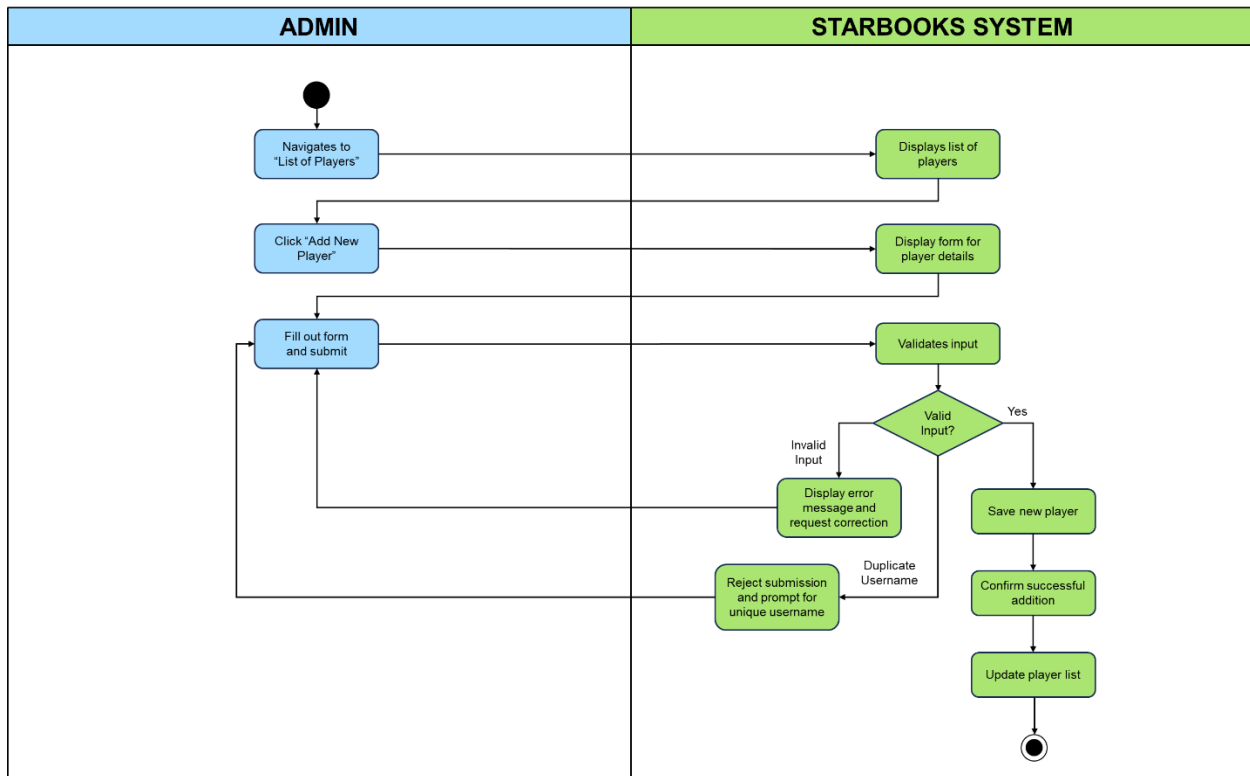 ADMIN
STARBOOKS SYSTEM
Navigates to
“List of Players”
Displays list of
players
Click “Add New
Player”
Display form for
player details
Fill out form
and submit
Validates input
Valid
Input?
Yes
Invalid
Input
Display error
message and
request correction
Save new player
Duplicate
Username
Reject submission
and prompt for
unique username
Confirm successful
addition
Update player list